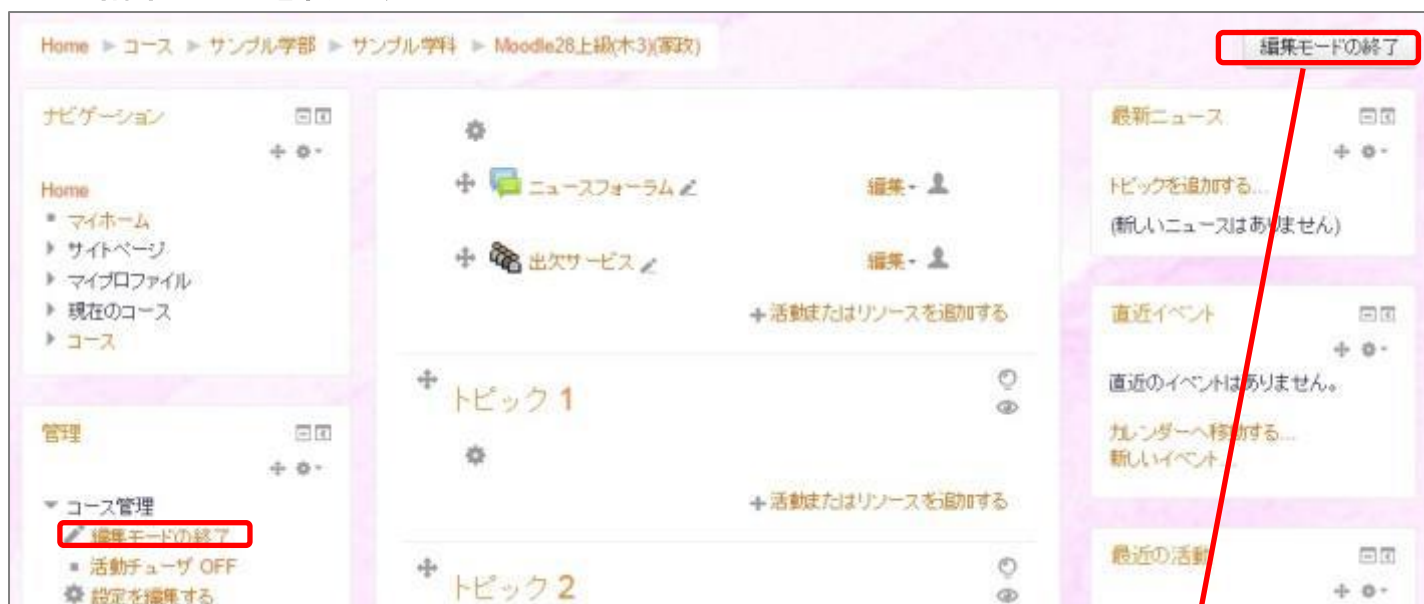 Home ▶ コース ▶ サンプル学部 ▶ サンプル学科 ▶ Moodle28上級(木3)(家政)
編集モードの終了
ナビゲーション
Home
マイホーム
サイトページ
マイプロファイル
現在のコース
コース
管理
コース管理
編集モードの終了
活動チューザ OFF
設定を編集する
ニュースフォーラム 編集
出欠サービス 編集
+活動またはリソースを追加する
トピック 1
+活動またはリソースを追加する
トピック 2
最新ニュース
トピックを追加する...
(新しいニュースはありません)
直近イベント
直近のイベントはありません。
カレンダーへ移動する...
新しいイベント...
最近の活動